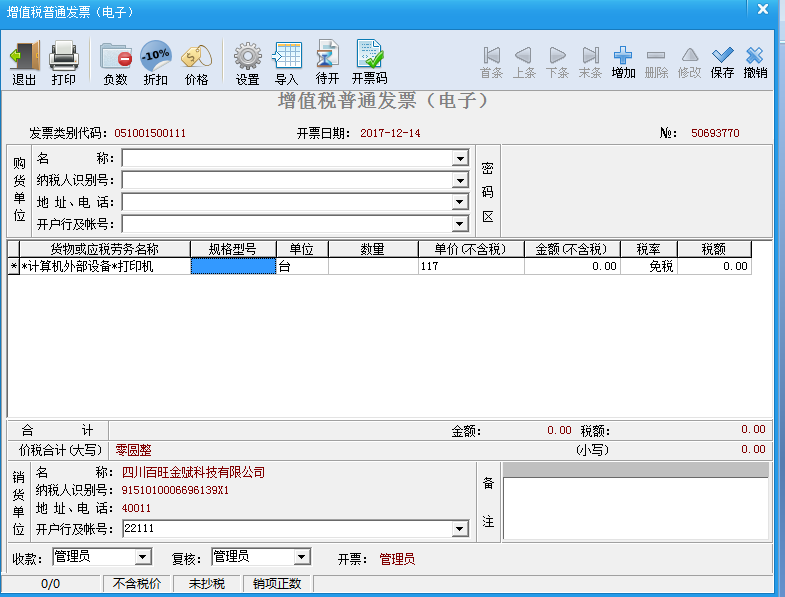 增值税普通发票（电子）
退出 打印 负数 -10% 折扣 价格 设置 导入 待开 开票码 首条 上条 下条 末条 增加 删除 修改 保存 撤销
增值税普通发票（电子）
发票类别代码：051001500111 开票日期：2017-12-14 №：50693770
购货单位
名 称：
纳税人识别号：
地 址、电 话：
开户行及帐号：
密码区
货物或应税劳务名称 规格型号 单位 数量 单价(不含税) 金额(不含税) 税率 税额
* *计算机外部设备*打印机 台 117 0.00 免税 0.00
合 计 金额： 0.00 税额： 0.00
价税合计(大写) 零圆整 (小写) 0.00
销货单位
名 称：四川百旺金赋科技有限公司
纳税人识别号：9151010006696139X1
地 址、电 话：40011
开户行及帐号：22111
备注
收款：管理员 复核：管理员 开票：管理员
0/0 不含税价 未抄税 销项正数